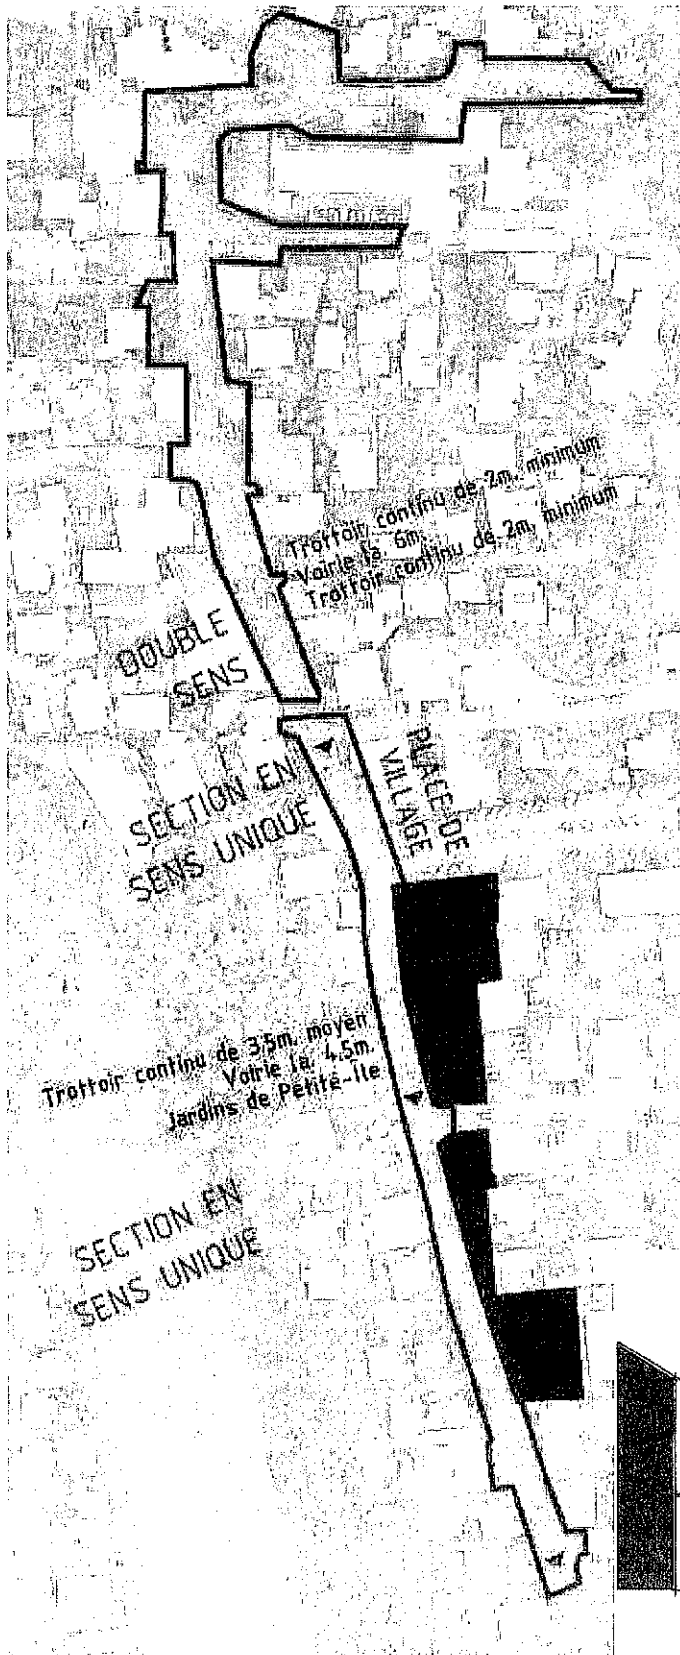 Trottoir continu de 2m. minimum
Voirie la. 6m.
Trottoir continu de 2m. minimum
DOUBLE
SENS
PLACE DE
VILLAGE
SECTION EN
SENS UNIQUE
Trottoir continu de 3.5m. moyen
Voirie la. 4,5m.
Jardins de Petite-Ile
SECTION EN
SENS UNIQUE